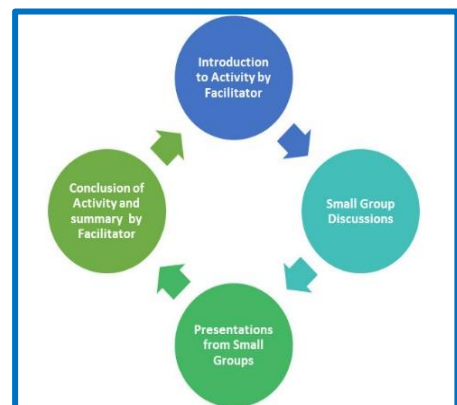 Introduction
to Activity by
Facilitator
Small Group
Discussions
Presentations
from Small
Groups
Conclusion of
Activity and
summary by
Facilitator